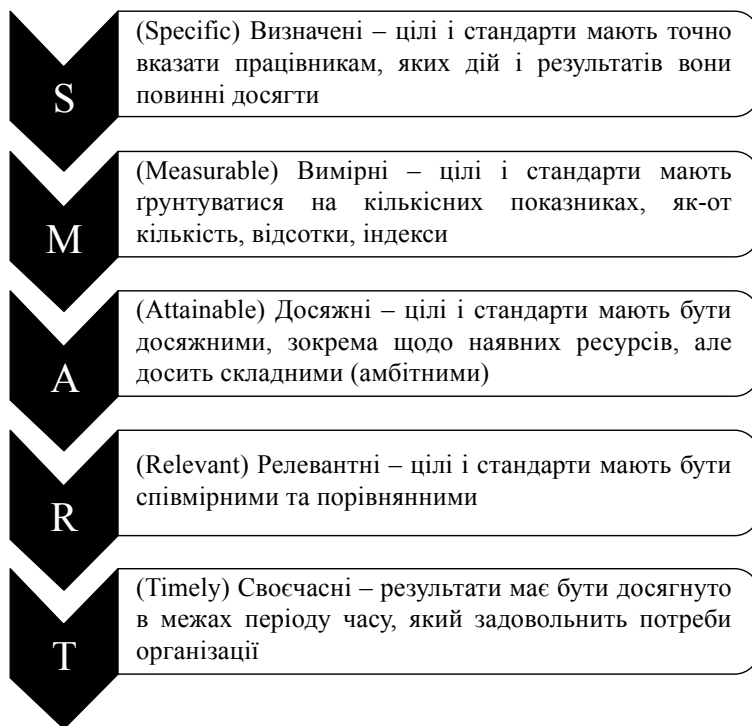 S
(Specific) Визначені – цілі і стандарти мають точно
вказати працівникам, яких дій і результатів вони
повинні досягти
M
(Measurable) Вимірні – цілі і стандарти мають
ґрунтуватися на кількісних показниках, як-от
кількість, відсотки, індекси
A
(Attainable) Досяжні – цілі і стандарти мають бути
досяжними, зокрема щодо наявних ресурсів, але
досить складними (амбітними)
R
(Relevant) Релевантні – цілі і стандарти мають бути
співмірними та порівнянними
T
(Timely) Своєчасні – результати має бути досягнуто
в межах періоду часу, який задовольнить потреби
організації